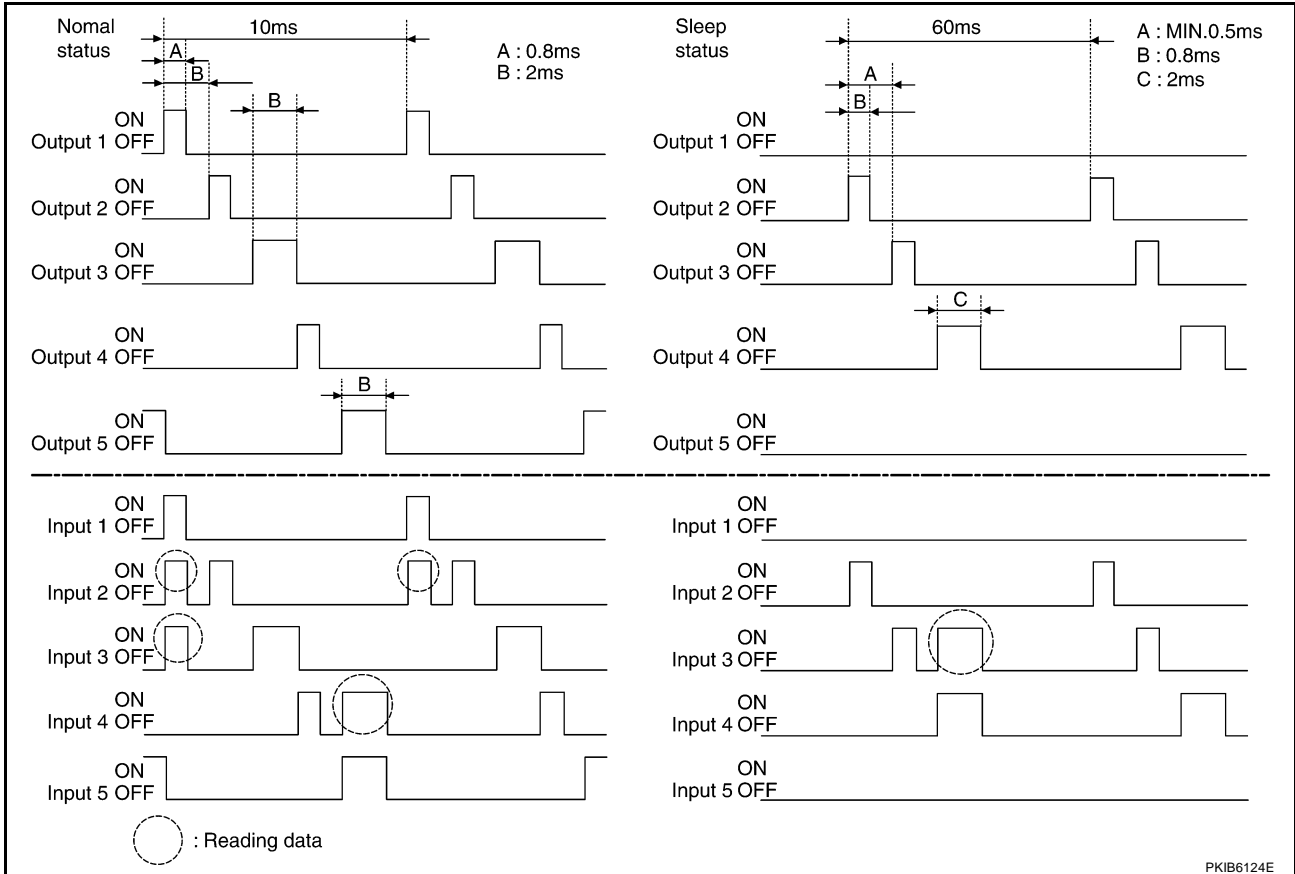 Nomal
status
10ms
A
B
B
A : 0.8ms
B : 2ms
ON
Output 1 OFF
ON
Output 2 OFF
ON
Output 3 OFF
ON
Output 4 OFF
B
ON
Output 5 OFF
Sleep
status
60ms
A
B
A : MIN.0.5ms
B : 0.8ms
C : 2ms
ON
Output 1 OFF
ON
Output 2 OFF
ON
Output 3 OFF
C
ON
Output 4 OFF
ON
Output 5 OFF
ON
Input 1 OFF
ON
Input 2 OFF
ON
Input 3 OFF
ON
Input 4 OFF
ON
Input 5 OFF
: Reading data
ON
Input 1 OFF
ON
Input 2 OFF
ON
Input 3 OFF
ON
Input 4 OFF
ON
Input 5 OFF
PKIB6124E